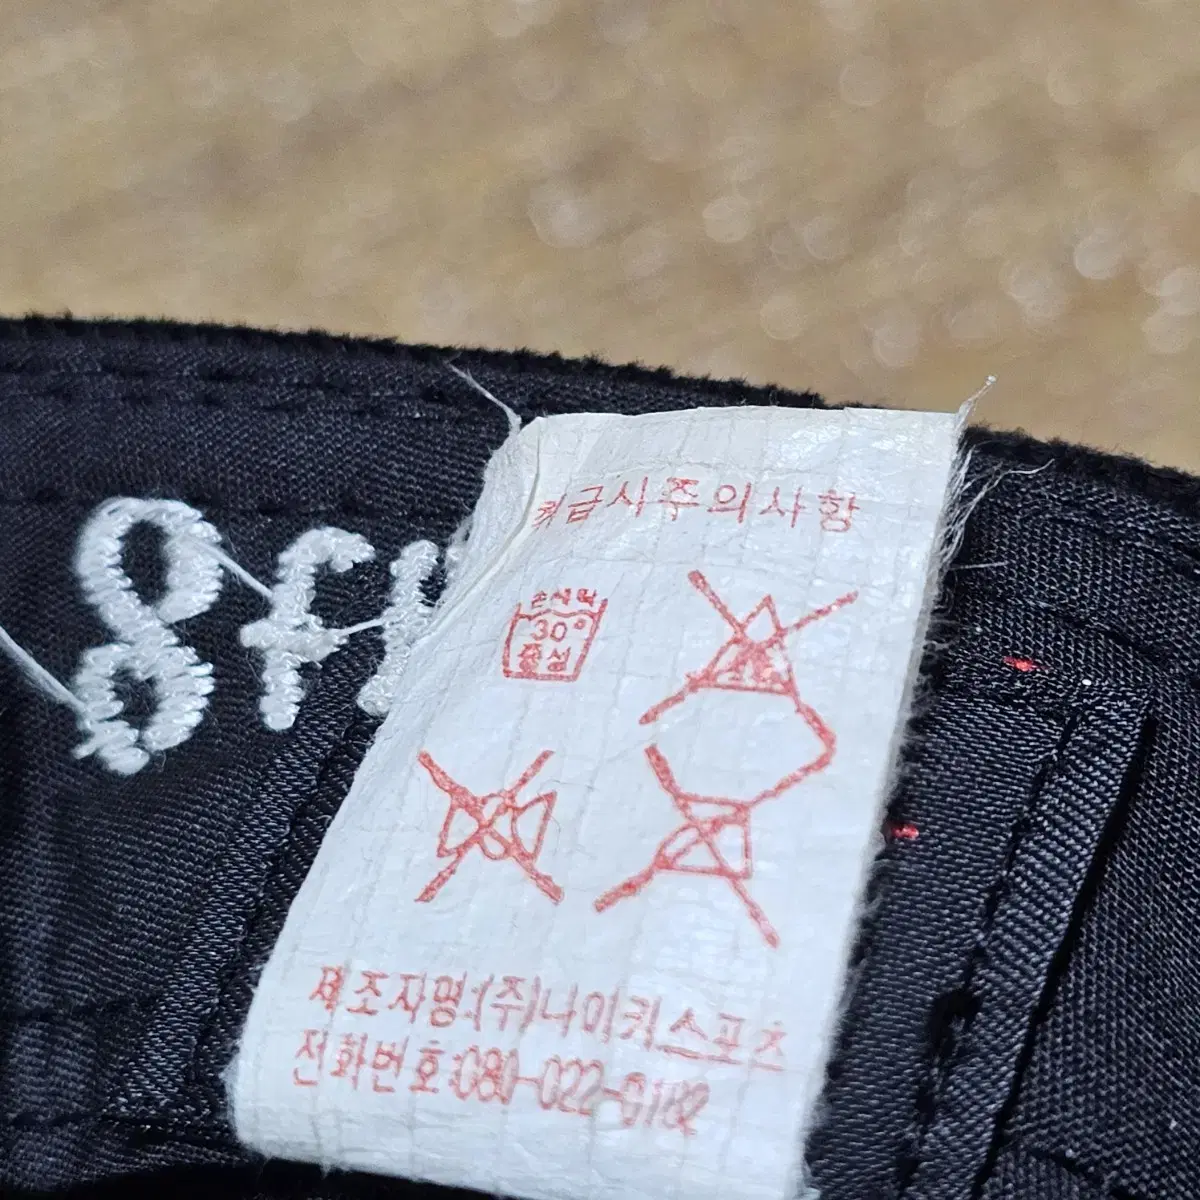 취급시주의사항
손세탁
30°
중성
제조자명:(주)나이키스포츠
전화번호:080-022-0182